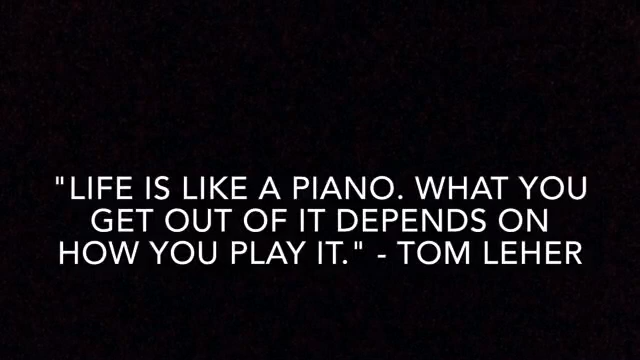 "LIFE IS LIKE A PIANO. WHAT YOU
GET OUT OF IT DEPENDS ON
HOW YOU PLAY IT." - TOM LEHER